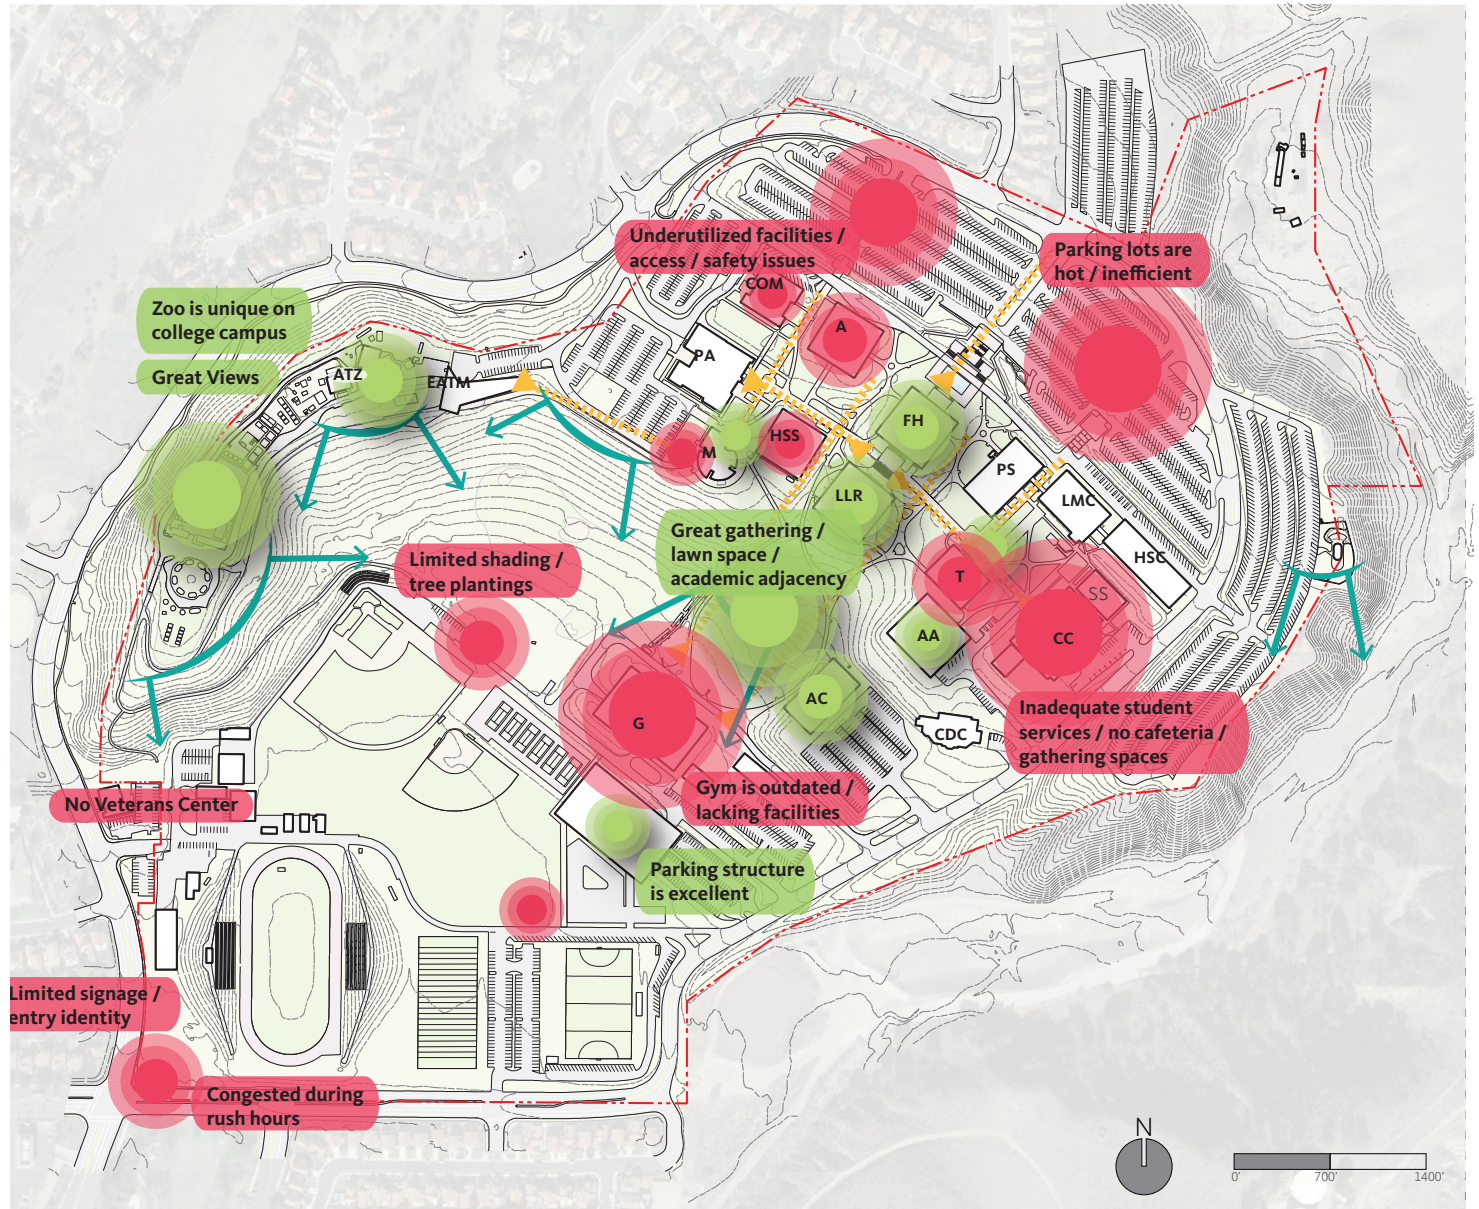 Underutilized facilities /
access / safety issues
COM
Parking lots are
hot / inefficient
Zoo is unique on
college campus
Great Views
ATZ
EATM
PA
A
M
HSS
FH
PS
LLR
LMC
HSC
Great gathering /
lawn space /
academic adjacency
Limited shading /
tree plantings
T
SS
AA
CC
AC
G
CDC
Inadequate student
services / no cafeteria /
gathering spaces
No Veterans Center
Gym is outdated /
lacking facilities
Parking structure
is excellent
Limited signage /
entry identity
Congested during
rush hours
N
0'
700'
1400'